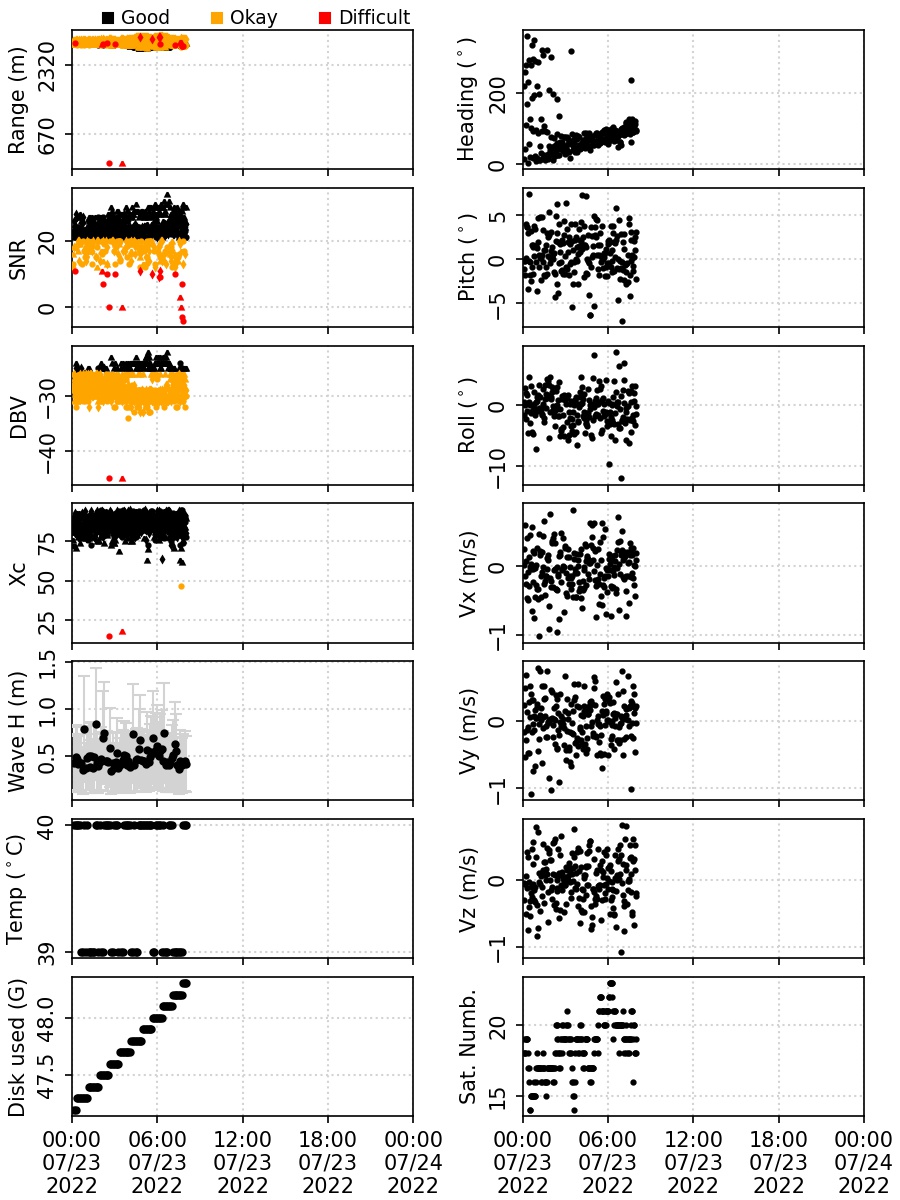 Good Okay Difficult
Range (m)
2320
670
Heading (°)
200
0
SNR
20
0
Pitch (°)
5
0
−5
DBV
−30
−40
Roll (°)
0
−10
Xc
75
50
25
Vx (m/s)
0
−1
Wave H (m)
1.5
1.0
0.5
Vy (m/s)
0
−1
Temp (°C)
40
39
Vz (m/s)
0
−1
Disk used (G)
48.0
47.5
Sat. Numb.
20
15
00:00 06:00 12:00 18:00 00:00
07/23 07/23 07/23 07/23 07/24
2022 2022 2022 2022 2022
00:00 06:00 12:00 18:00 00:00
07/23 07/23 07/23 07/23 07/24
2022 2022 2022 2022 2022